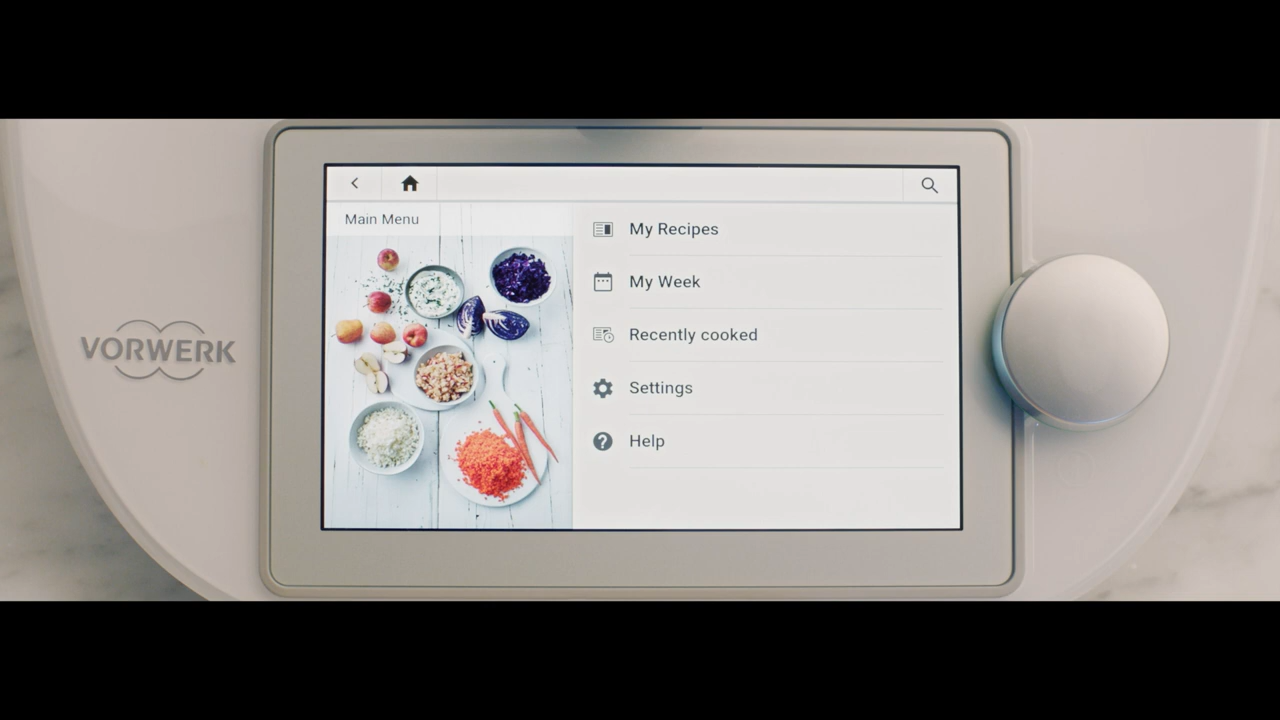 Main Menu
My Recipes
My Week
Recently cooked
Settings
Help
VORWERK